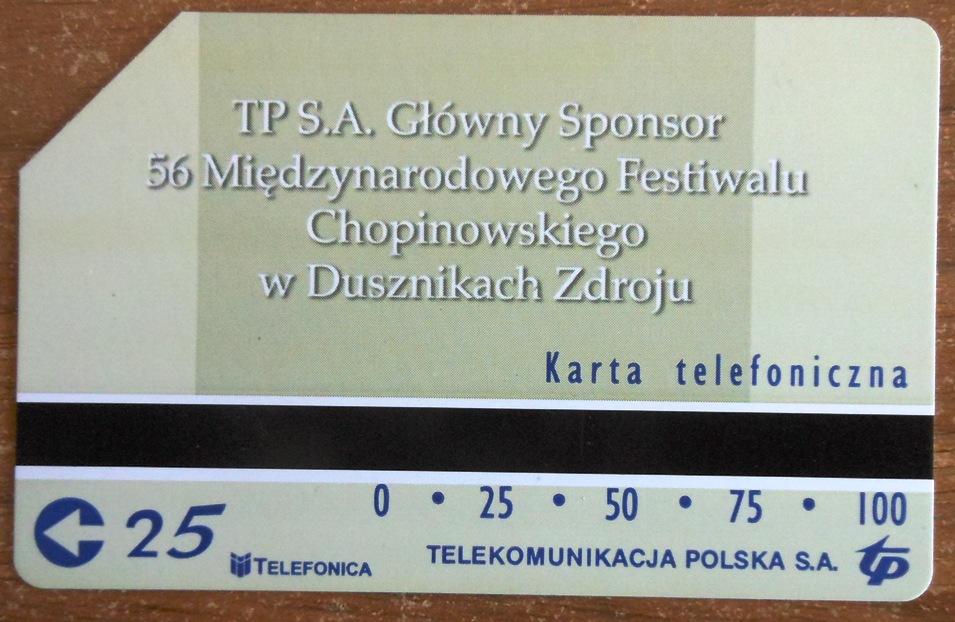 TP S.A. Główny Sponsor
56 Międzynarodowego Festiwalu
Chopinowskiego
w Dusznikach Zdroju
Karta telefoniczna
0 • 25 • 50 • 75 • 100
25
TELEFONICA
TELEKOMUNIKACJA POLSKA S.A.
tp